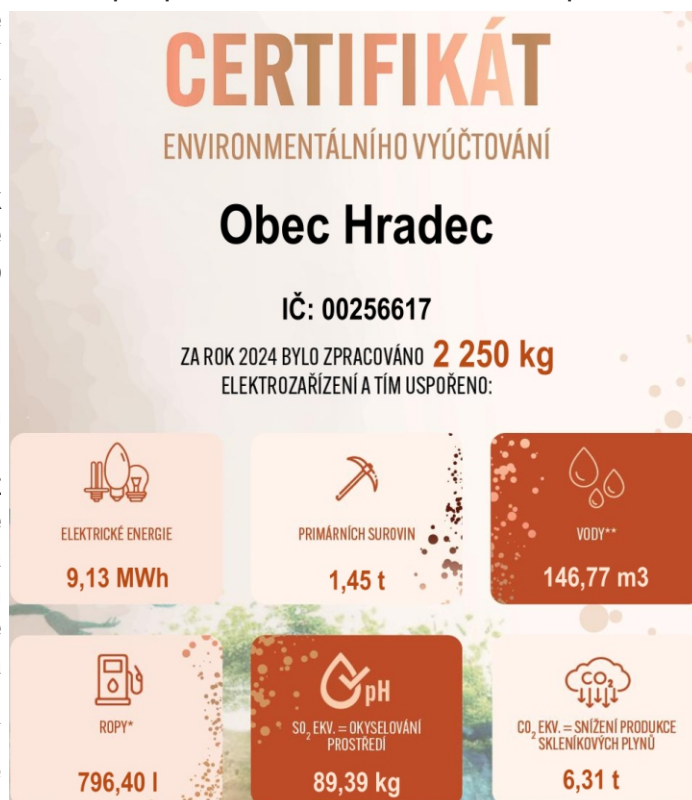 CERTIFIKÁT
ENVIRONMENTÁLNÍHO VYÚČTOVÁNÍ
Obec Hradec
IČ: 00256617
ZA ROK 2024 BYLO ZPRACOVÁNO 2 250 kg
ELEKTROZAŘÍZENÍ A TÍM USPOŘENO:
ELEKTRICKÉ ENERGIE
9,13 MWh
PRIMÁRNÍCH SUROVIN
1,45 t
VODY**
146,77 m3
ROPY*
796,40 l
pH
SO2 EKV. = OKYSELOVÁNÍ
PROSTŘEDÍ
89,39 kg
CO2
CO2 EKV. = SNÍŽENÍ PRODUKCE
SKLENÍKOVÝCH PLYNŮ
6,31 t